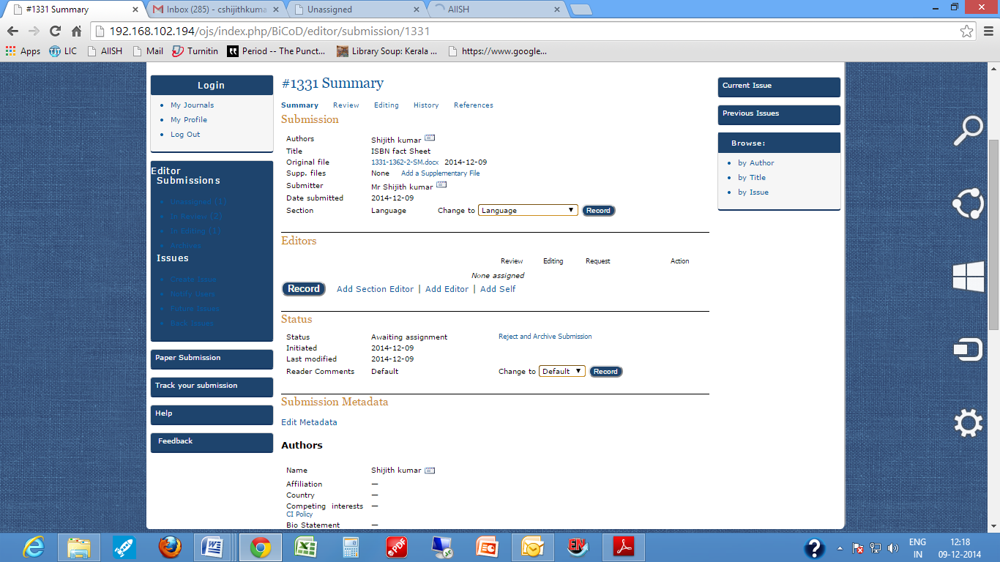 #1331 Summary
Inbox (285) - cshijithkuma
Unassigned
AIISH
192.168.102.194/ojs/index.php/BiCoD/editor/submission/1331
Apps LIC AIISH Mail Turnitin Period -- The Punct... Library Soup: Kerala ... https://www.google...
Login
My Journals
My Profile
Log Out
Editor
Submissions
Unassigned (1)
In Review (2)
In Editing (1)
Archives
Issues
Create Issue
Notify Users
Future Issues
Back Issues
Paper Submission
Track your submission
Help
Feedback
#1331 Summary
Summary Review Editing History References
Submission
Authors Shijith kumar
Title ISBN fact Sheet
Original file 1331-1362-2-SM.docx 2014-12-09
Supp. files None Add a Supplementary File
Submitter Mr Shijith kumar
Date submitted 2014-12-09
Section Language Change to Language Record
Editors
Review Editing Request Action
None assigned
Record Add Section Editor | Add Editor | Add Self
Status
Status Awaiting assignment Reject and Archive Submission
Initiated 2014-12-09
Last modified 2014-12-09
Reader Comments Default Change to Default Record
Submission Metadata
Edit Metadata
Authors
Name Shijith kumar
Affiliation —
Country —
Competing interests —
CI Policy
Bio Statement —
Current Issue
Previous Issues
Browse:
by Author
by Title
by Issue
ENG
IN
12:18
09-12-2014